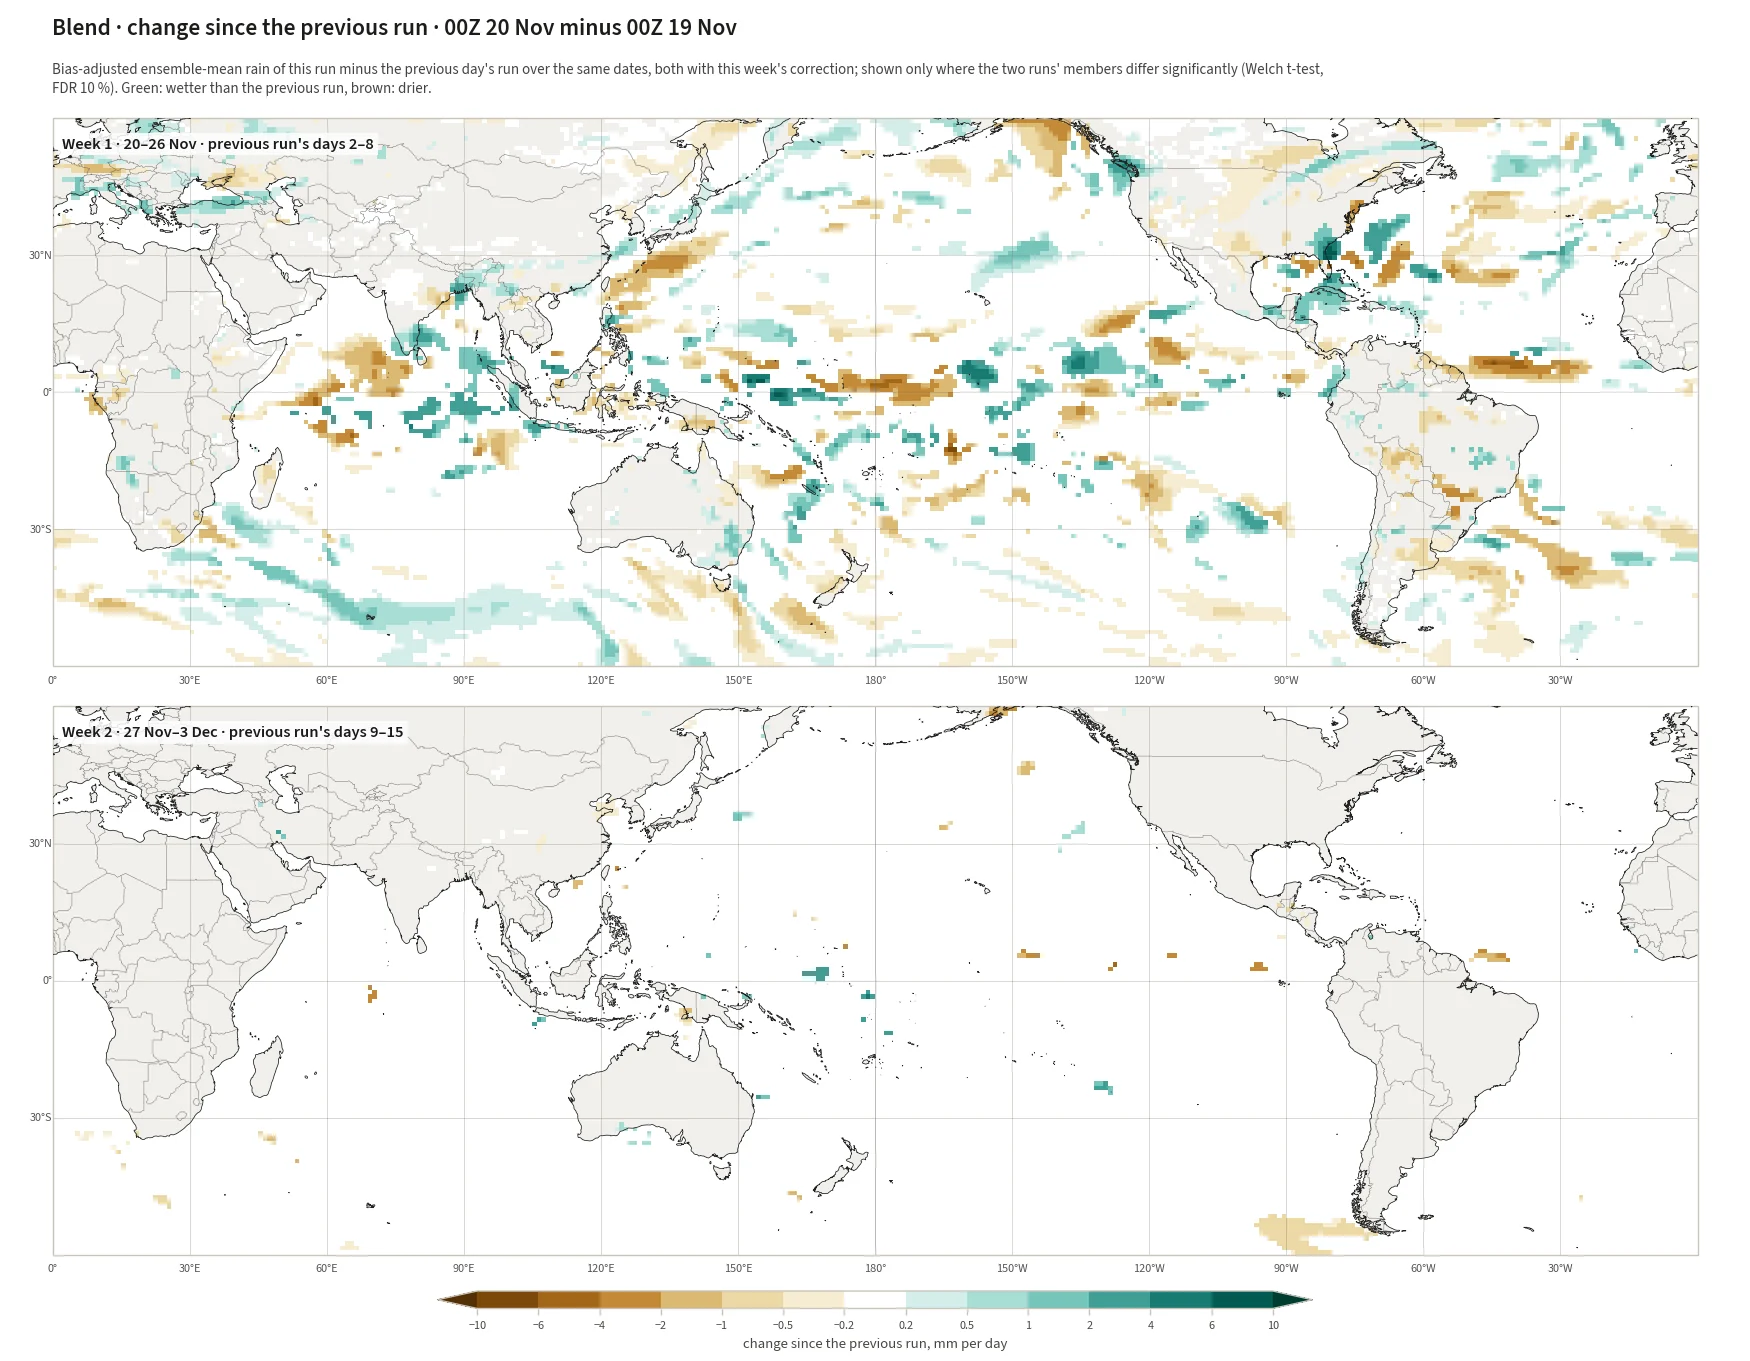 Blend · change since the previous run · 00Z 20 Nov minus 00Z 19 Nov
Bias-adjusted ensemble-mean rain of this run minus the previous day's run over the same dates, both with this week's correction; shown only where the two runs' members differ significantly (Welch t-test,
FDR 10 %). Green: wetter than the previous run, brown: drier.
Week 1 · 20–26 Nov · previous run's days 2–8
30°N
0°
30°S
0° 30°E 60°E 90°E 120°E 150°E 180° 150°W 120°W 90°W 60°W 30°W
Week 2 · 27 Nov–3 Dec · previous run's days 9–15
30°N
0°
30°S
0° 30°E 60°E 90°E 120°E 150°E 180° 150°W 120°W 90°W 60°W 30°W
−10 −6 −4 −2 −1 −0.5 −0.2 0.2 0.5 1 2 4 6 10
change since the previous run, mm per day